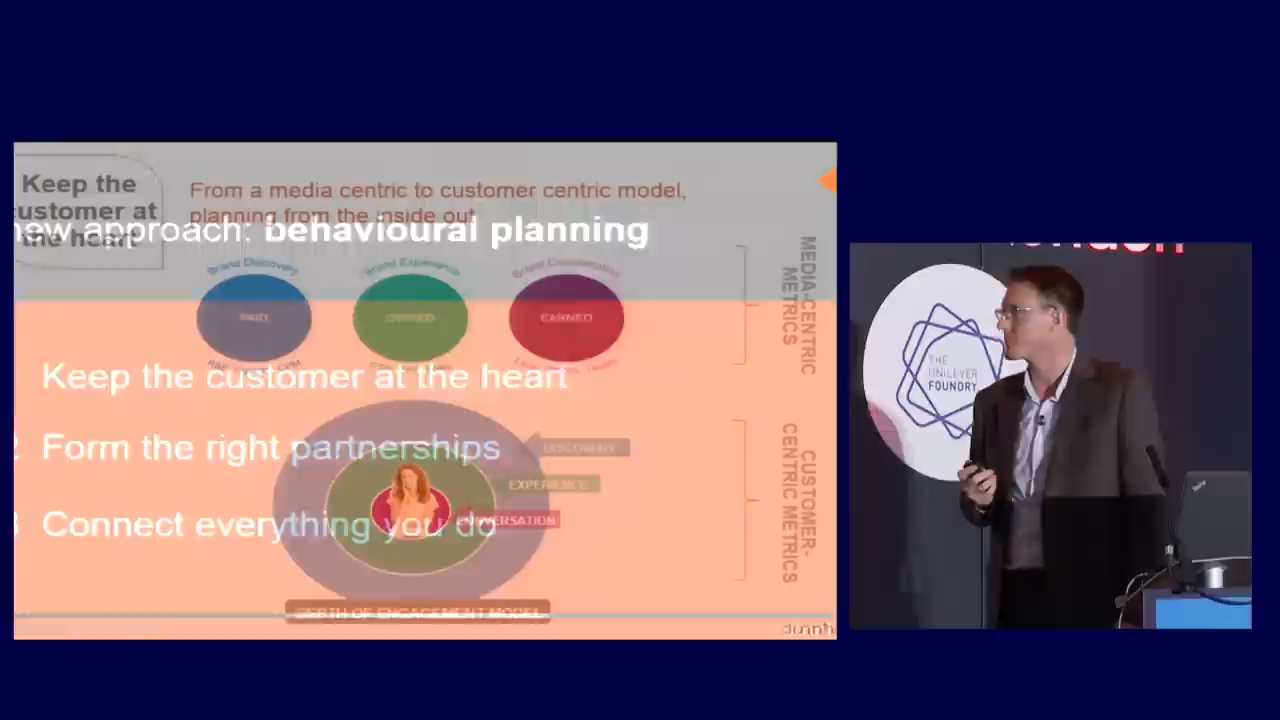 Keep the
customer at
the heart
From a media centric to customer centric model,
planning from the inside out
new approach: behavioural planning
Brand Discovery
Brand Experience
PAID
OWNED
EARNED
MEDIA-CENTRIC
METRICS
Keep the customer at the heart
2 Form the right partnerships
3 Connect everything you do
DISCOVERY
EXPERIENCE
CONVERSATION
CUSTOMER-
CENTRIC METRICS
DEPTH OF ENGAGEMENT MODEL
london
THE
UNILEVER
FOUNDRY